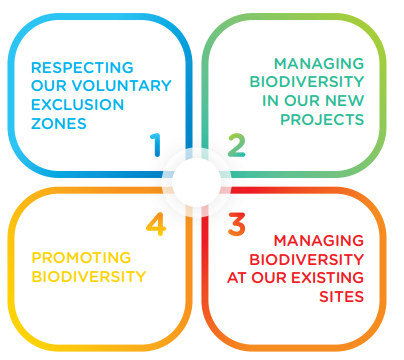 RESPECTING
OUR VOLUNTARY
EXCLUSION
ZONES
1
MANAGING
BIODIVERSITY
IN OUR NEW
PROJECTS
2
3
MANAGING
BIODIVERSITY
AT OUR EXISTING
SITES
4
PROMOTING
BIODIVERSITY